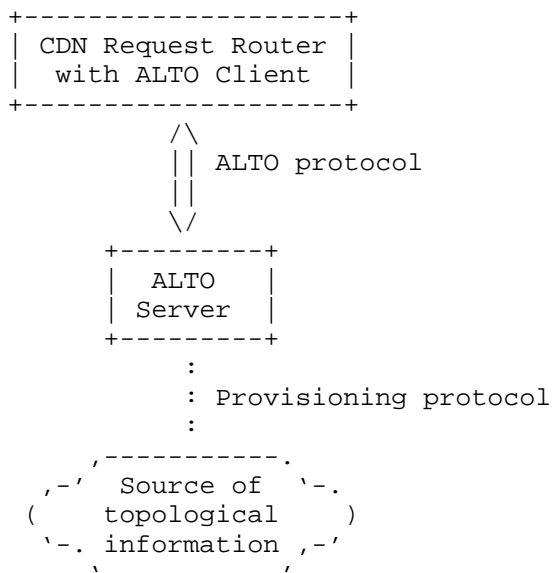 CDN Request Router
with ALTO Client
ALTO protocol
ALTO
Server
Provisioning protocol
Source of
topological
information